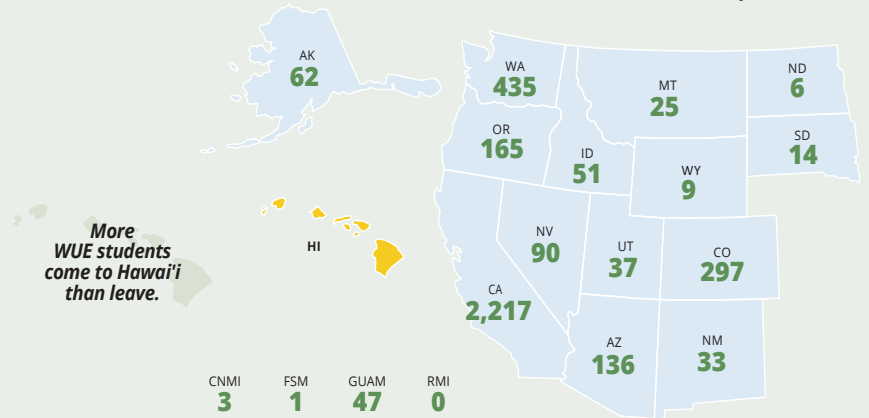 AK
62
WA
435
MT
25
ND
6
OR
165
ID
51
SD
14
WY
9
More
WUE students
come to Hawai'i
than leave.
HI
NV
90
UT
37
CO
297
CA
2,217
AZ
136
NM
33
CNMI
3
FSM
1
GUAM
47
RMI
0